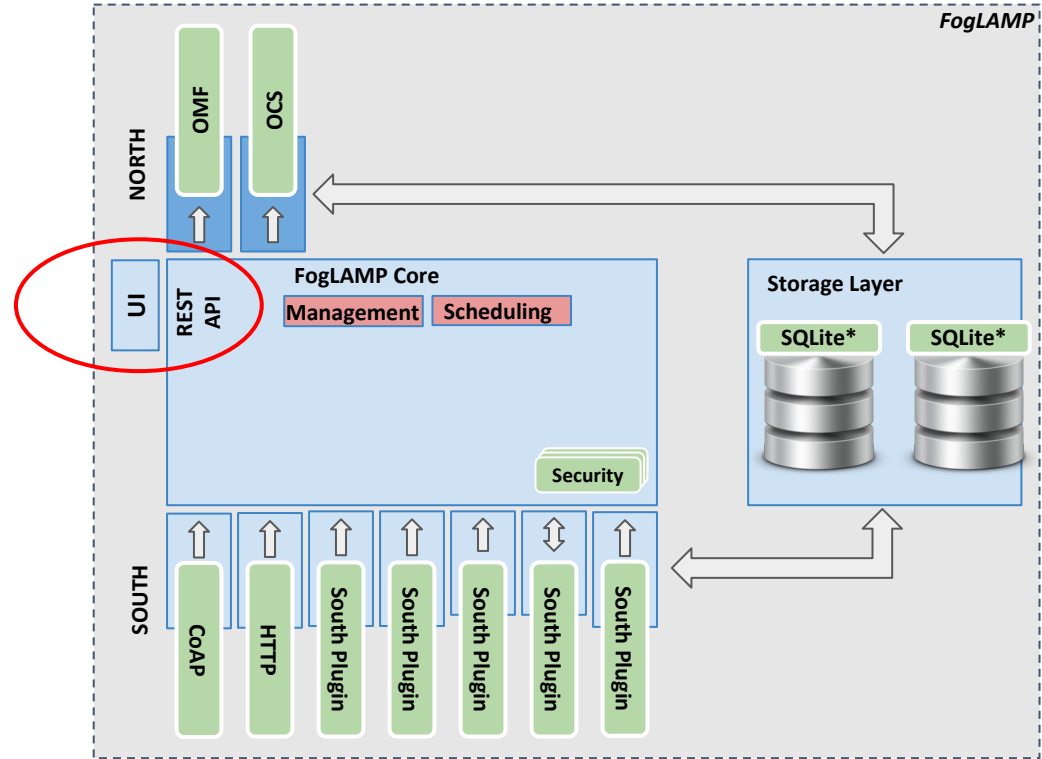 FogLAMP
OMF
OCS
NORTH
UI
REST
API
FogLAMP Core
Management
Scheduling
Security
Storage Layer
SQLite*
SQLite*
SOUTH
CoAP
HTTP
South Plugin
South Plugin
South Plugin
South Plugin
South Plugin